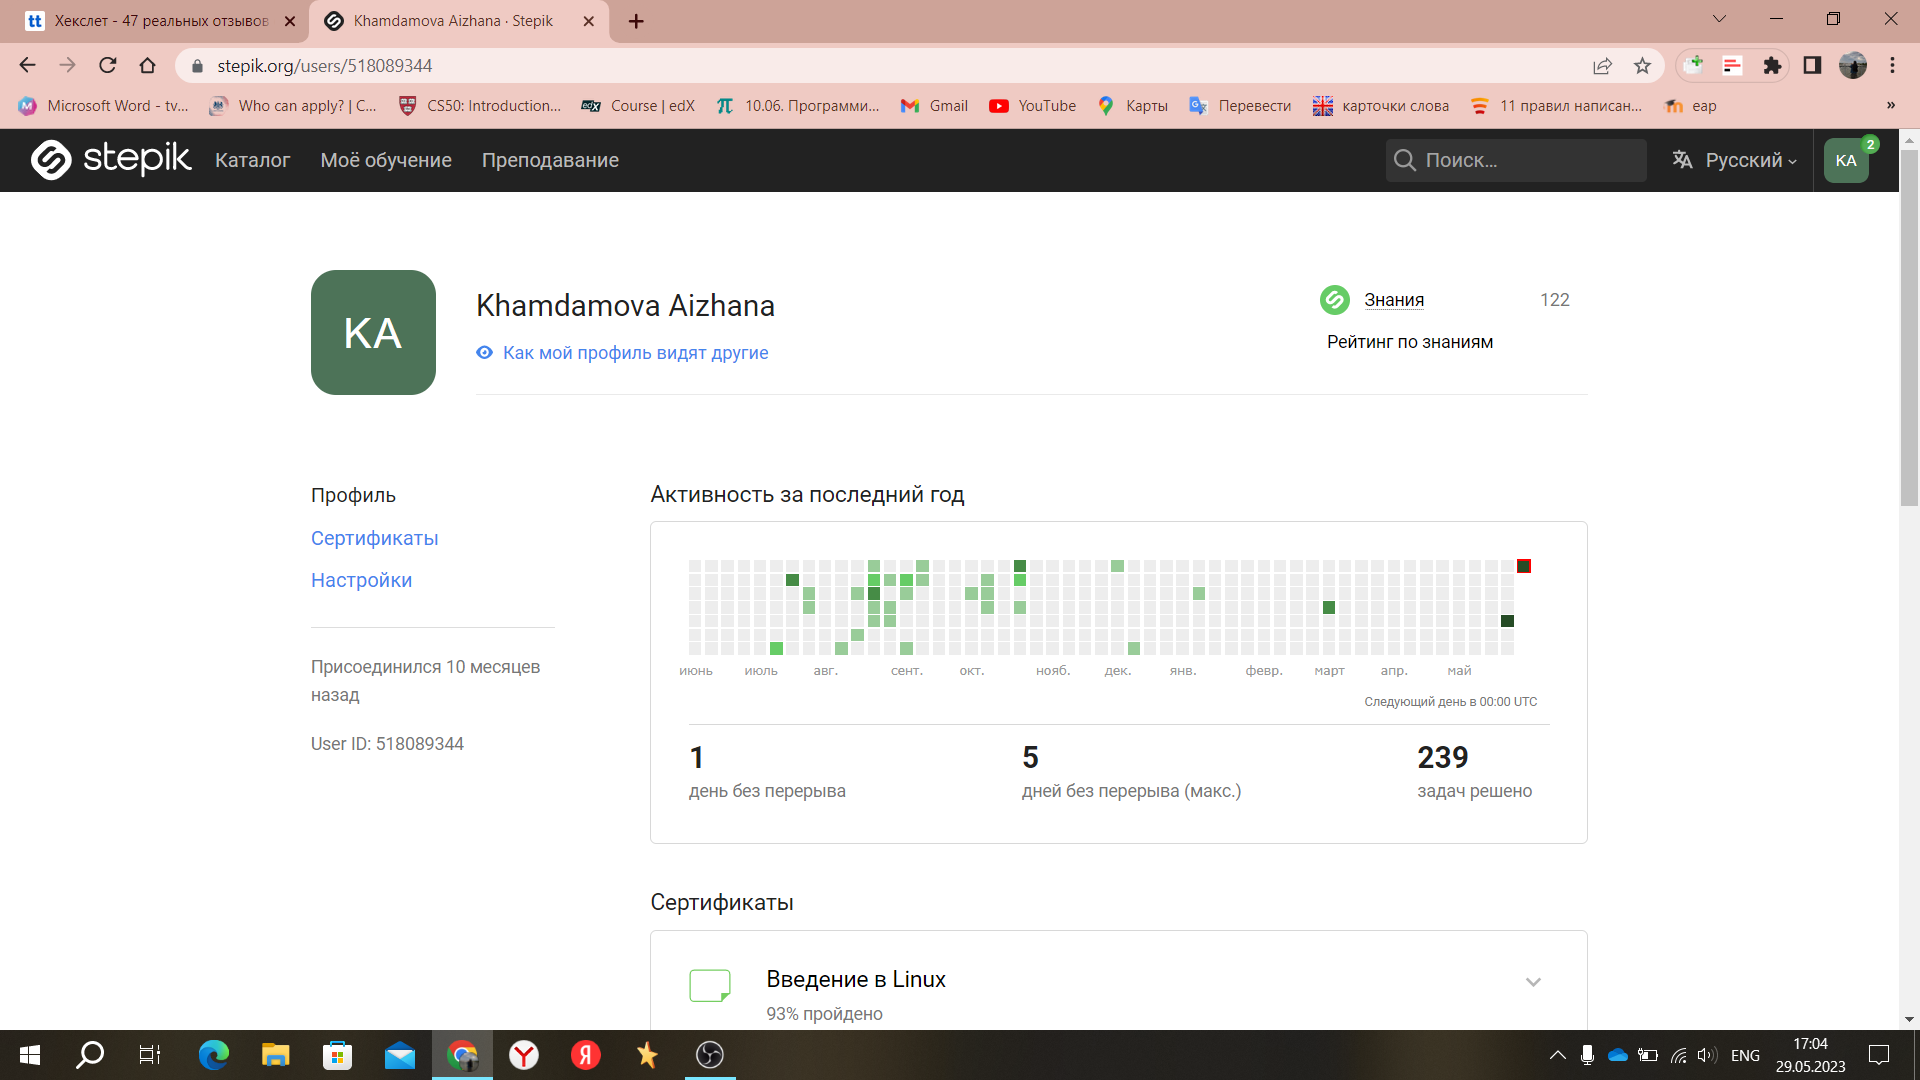 Хекслет - 47 реальных отзывов
Khamdamova Aizhana · Stepik
stepik.org/users/518089344
Microsoft Word - tv...
Who can apply? | C...
CS50: Introduction...
edX
Course | edX
10.06. Программи...
Gmail
YouTube
Карты
Перевести
карточки слова
11 правил написан...
eap
»
stepik
Каталог
Моё обучение
Преподавание
Поиск...
Русский
KA
2
KA
Khamdamova Aizhana
Как мой профиль видят другие
Знания
122
Рейтинг по знаниям
Профиль
Сертификаты
Настройки
Присоединился 10 месяцев
назад
User ID: 518089344
Активность за последний год
июнь июль авг. сент. окт. нояб. дек. янв. февр. март апр. май
Следующий день в 00:00 UTC
1
день без перерыва
5
дней без перерыва (макс.)
239
задач решено
Сертификаты
Введение в Linux
93% пройдено
ENG
17:04
29.05.2023